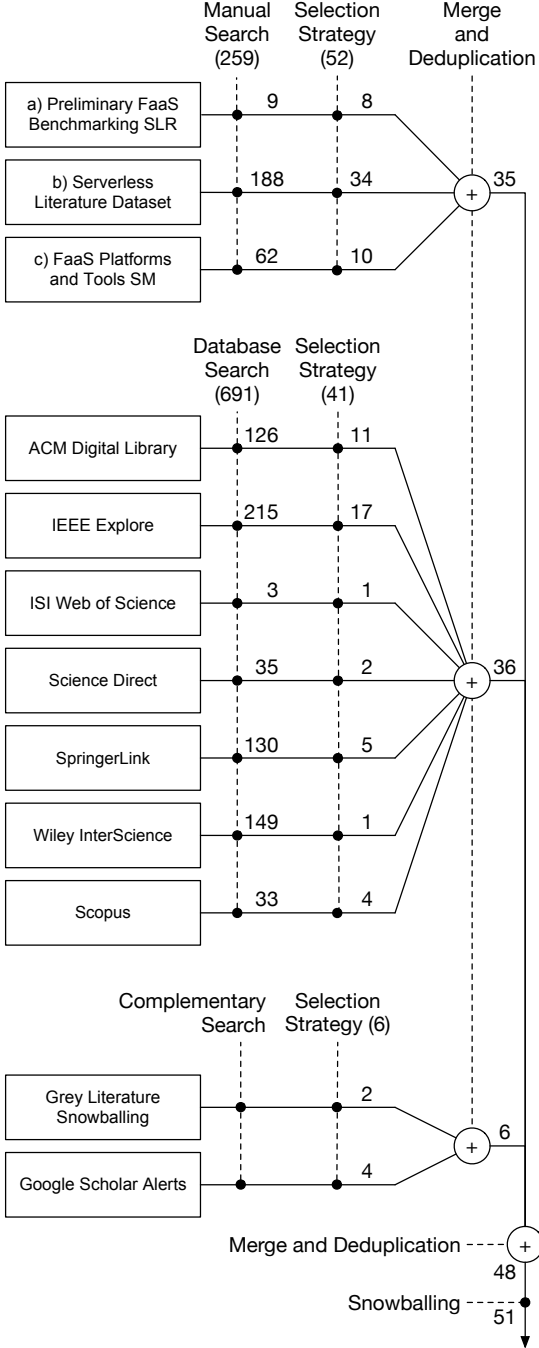 Manual Search (259)
Selection Strategy (52)
Merge and Deduplication
a) Preliminary FaaS Benchmarking SLR
9
8
b) Serverless Literature Dataset
188
34
+
35
c) FaaS Platforms and Tools SM
62
10
Database Search (691)
Selection Strategy (41)
ACM Digital Library
126
11
IEEE Explore
215
17
ISI Web of Science
3
1
Science Direct
35
2
+
36
SpringerLink
130
5
Wiley InterScience
149
1
Scopus
33
4
Complementary Search
Selection Strategy (6)
Grey Literature Snowballing
2
+
6
Google Scholar Alerts
4
Merge and Deduplication
+
48
Snowballing
51